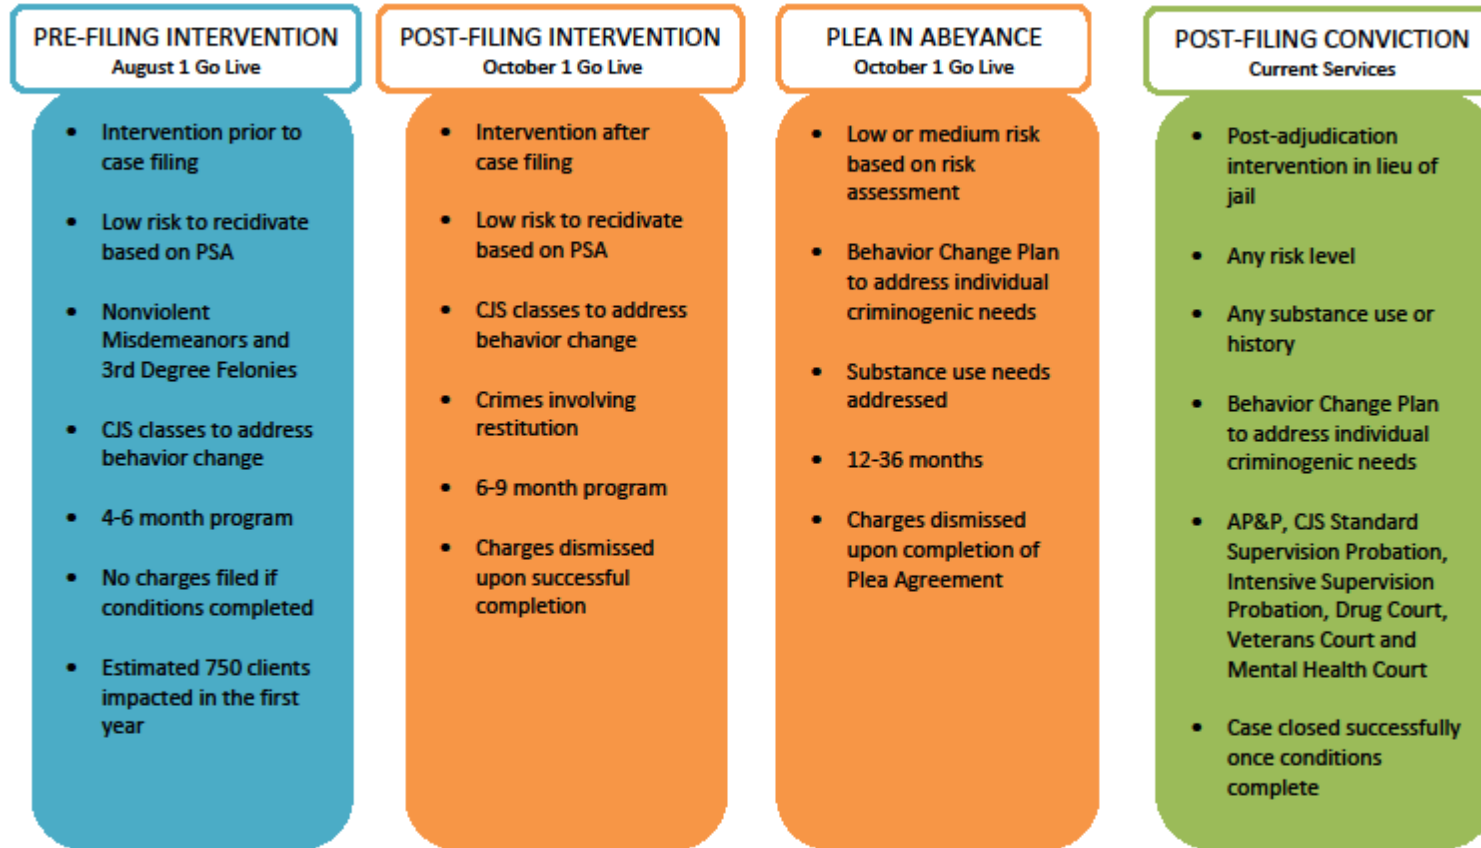 PRE-FILING INTERVENTION
August 1 Go Live
• Intervention prior to
case filing
• Low risk to recidivate
based on PSA
• Nonviolent
Misdemeanors and
3rd Degree Felonies
• CJS classes to address
behavior change
• 4-6 month program
• No charges filed if
conditions completed
• Estimated 750 clients
impacted in the first
year
POST-FILING INTERVENTION
October 1 Go Live
• Intervention after
case filing
• Low risk to recidivate
based on PSA
• CJS classes to address
behavior change
• Crimes involving
restitution
• 6-9 month program
• Charges dismissed
upon successful
completion
PLEA IN ABEYANCE
October 1 Go Live
• Low or medium risk
based on risk
assessment
• Behavior Change Plan
to address individual
criminogenic needs
• Substance use needs
addressed
• 12-36 months
• Charges dismissed
upon completion of
Plea Agreement
POST-FILING CONVICTION
Current Services
• Post-adjudication
intervention in lieu of
jail
• Any risk level
• Any substance use or
history
• Behavior Change Plan
to address individual
criminogenic needs
• AP&P, CJS Standard
Supervision Probation,
Intensive Supervision
Probation, Drug Court,
Veterans Court and
Mental Health Court
• Case closed successfully
once conditions
complete